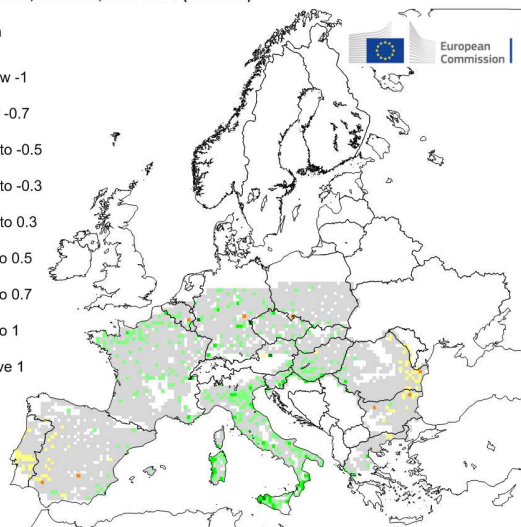 European
Commission
w -1
-0.7
to -0.5
to -0.3
o 0.3
o 0.5
o 0.7
o 1
ve 1